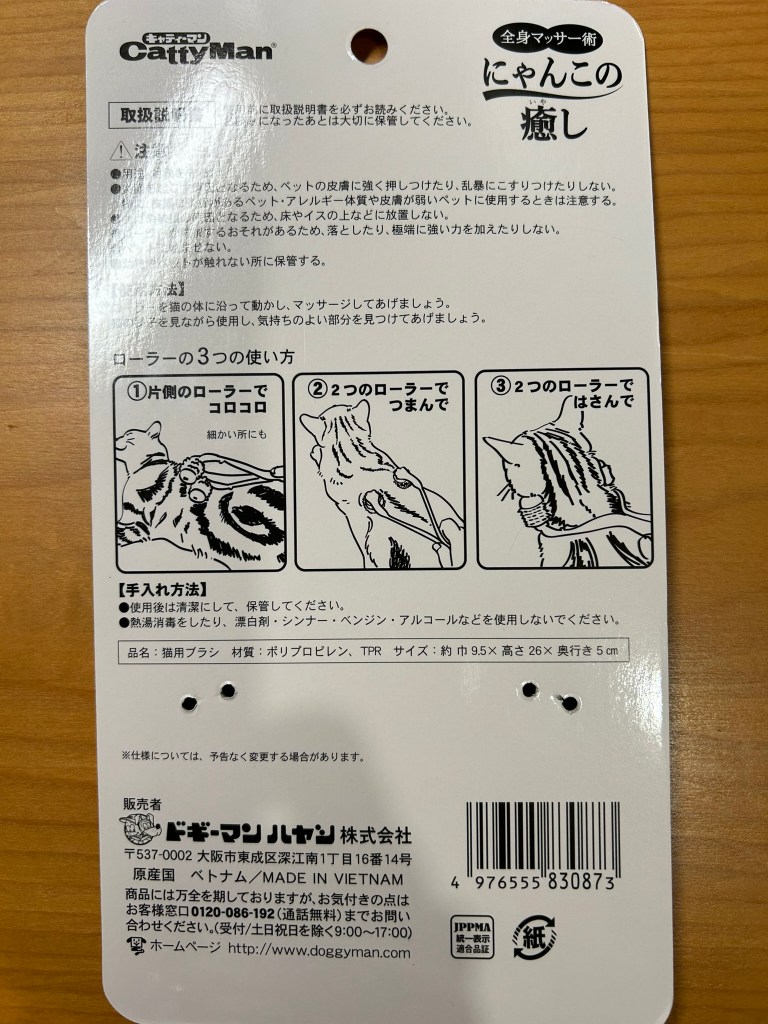 キャティーマン
CattyMan®
全身マッサー術
にゃんこの
いや
癒し
取扱説明書
に取扱説明書を必ずお読みください。
になったあとは大切に保管してください。
⚠注
となるため、ペットの皮膚に強く押しつけたり、乱暴にこすりつけたりしない。
があるペット・アレルギー体質や皮膚が弱いペットに使用するときは注意する。
となるため、床やイスの上などに放置しない。
するおそれがあるため、落としたり、極端に強い力を加えたりしない。
せない。
ットが触れない所に保管する。
方法】
ーを猫の体に沿って動かし、マッサージしてあげましょう。
子を見ながら使用し、気持ちのよい部分を見つけてあげましょう。
ローラーの3つの使い方
①片側のローラーで
コロコロ
細かい所にも
②2つのローラーで
つまんで
③2つのローラーで
はさんで
【手入れ方法】
●使用後は清潔にして、保管してください。
●熱湯消毒をしたり、漂白剤・シンナー・ベンジン・アルコールなどを使用しないでください。
品名：猫用ブラシ 材質：ポリプロピレン、TPR サイズ：約 巾9.5×高さ26×奥行き5㎝
※仕様については、予告なく変更する場合があります。
販売者
ドギーマンハヤシ 株式会社
〒537-0002 大阪市東成区深江南1丁目16番14号
原産国 ベトナム／MADE IN VIETNAM
商品には万全を期しておりますが、お気付きの点は
お客様窓口0120-086-192(通話無料)までお問い
合わせください。(受付/土日祝日を除く9:00〜17:00)
ホームページ http://www.doggyman.com
4 976555 830873
JPPMA
統一表示
適合品証
紙